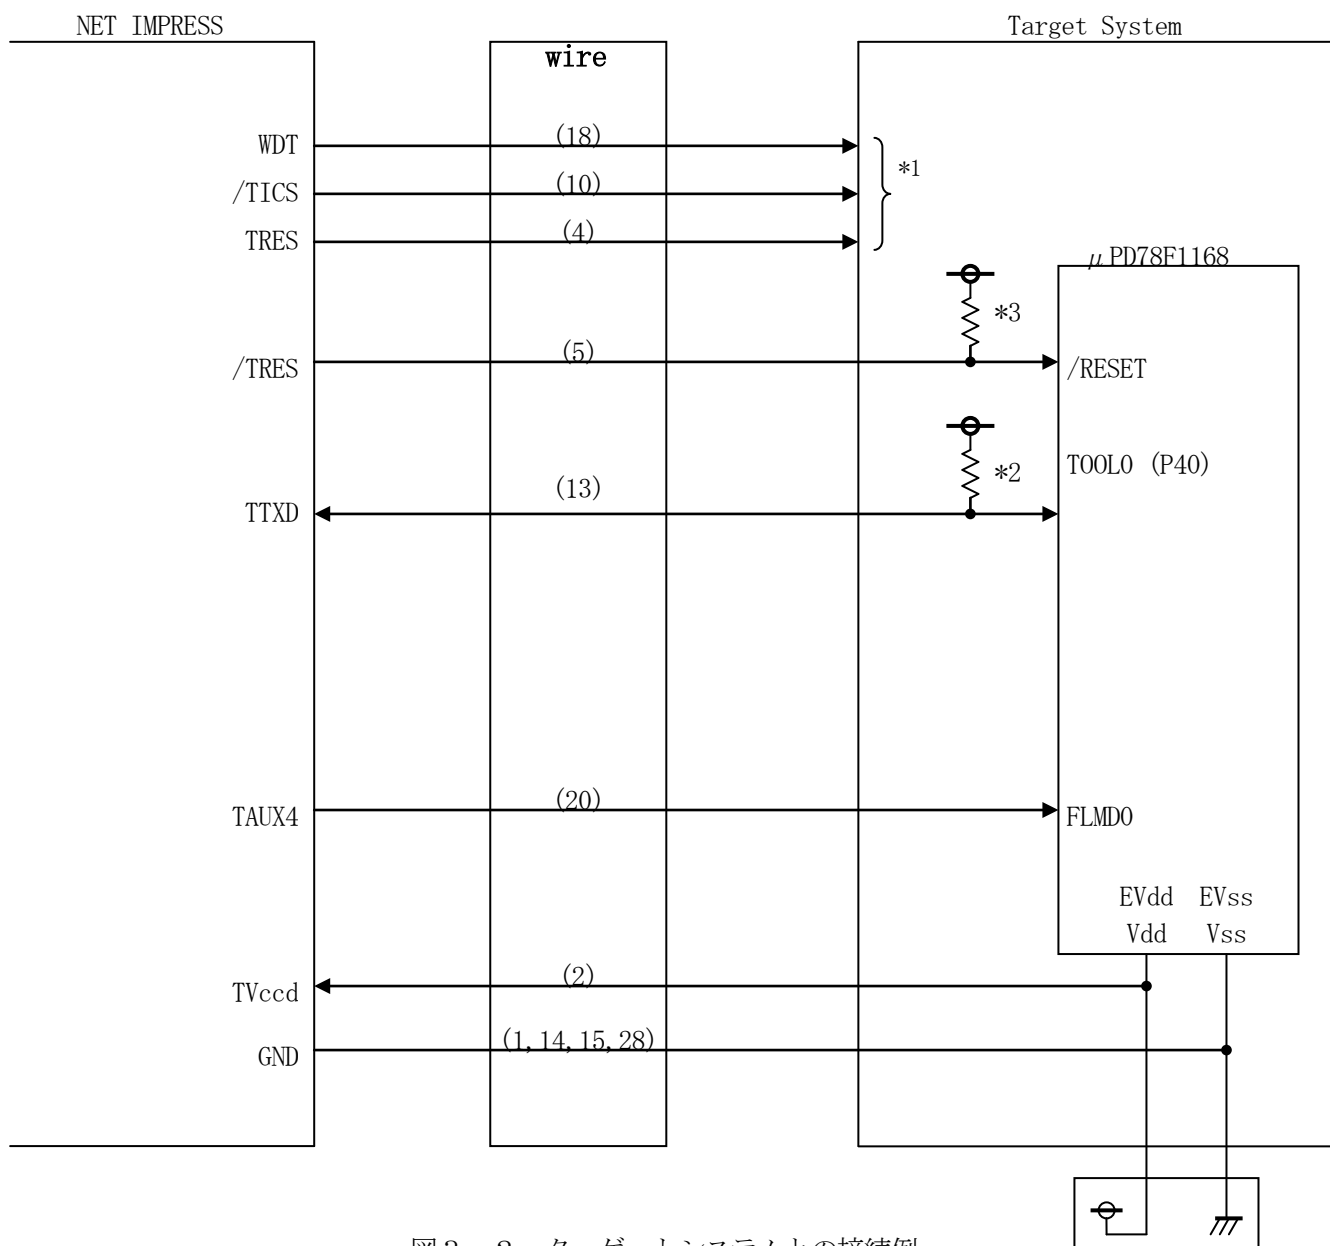 NET IMPRESS
Target System
wire
WDT (18)
*1
/TICS (10)
TRES (4)
μPD78F1168
*3
/TRES (5) /RESET
TOOL0 (P40)
*2
(13)
TTXD
TAUX4 (20) FLMD0
EVdd EVss
Vdd Vss
TVccd (2)
GND (1,14,15,28)